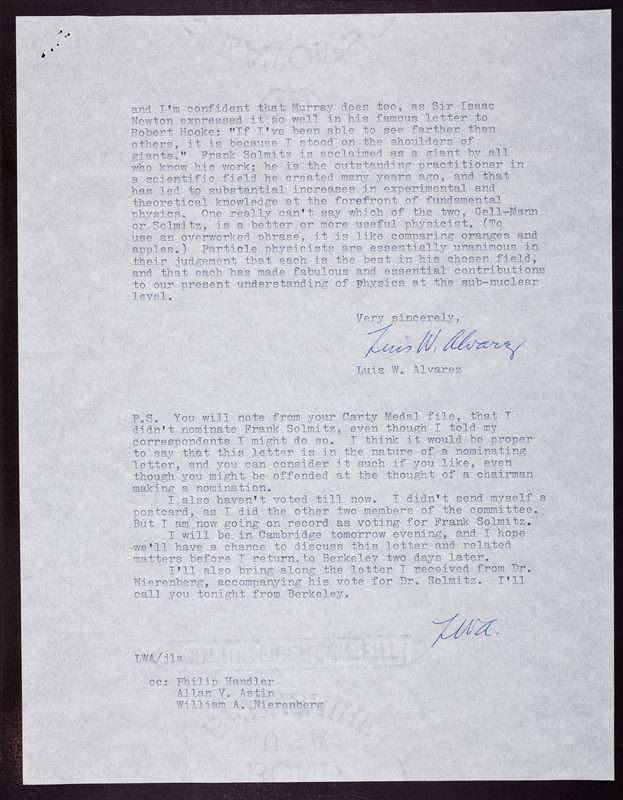 and I'm confident that Murray does too, as Sir Isaac
Newton expressed it so well in his famous letter to
Robert Hooke: "If I've been able to see farther than
others, it is because I stood on the shoulders of
giants." Frank Solmitz is acclaimed as a giant by all
who know his work; he is the outstanding practitioner in
a scientific field he created many years ago, and that
has led to substantial increases in experimental and
theoretical knowledge at the forefront of fundamental
physics. One really can't say which of the two, Gell-Mann
or Solmitz, is a better or more useful physicist. (To
use an overworked phrase, it is like comparing oranges and
apples.) Particle physicists are essentially unanimous in
their judgement that each is the best in his chosen field,
and that each has made fabulous and essential contributions
to our present understanding of physics at the sub-nuclear
level.
Very sincerely,
Luis W. Alvarez
Luis W. Alvarez
P.S. You will note from your Carty Medal file, that I
didn't nominate Frank Solmitz, even though I told my
correspondents I might do so. I think it would be proper
to say that this letter is in the nature of a nominating
letter, and you can consider it such if you like, even
though you might be offended at the thought of a chairman
making a nomination.
I also haven't voted till now. I didn't send myself a
postcard, as I did the other two members of the committee.
But I am now going on record as voting for Frank Solmitz.
I will be in Cambridge tomorrow evening, and I hope
we'll have a chance to discuss this letter and related
matters before I return to Berkeley two days later.
I'll also bring along the letter I received from Dr.
Nierenberg, accompanying his vote for Dr. Solmitz. I'll
call you tonight from Berkeley.
LWA.
LWA/jla
cc: Philip Handler
Allan V. Astin
William A. Nierenberg
USA
BOND